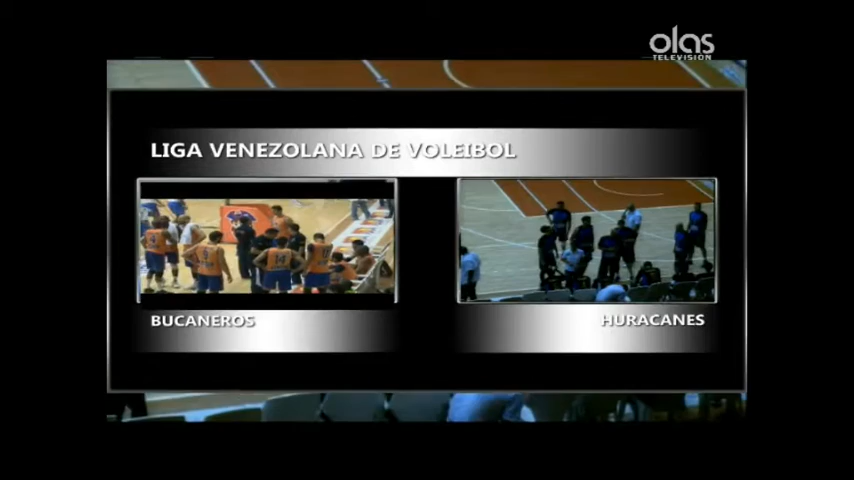 olas
TELEVISION
LIGA VENEZOLANA DE VOLEIBOL
BUCANEROS
HURACANES